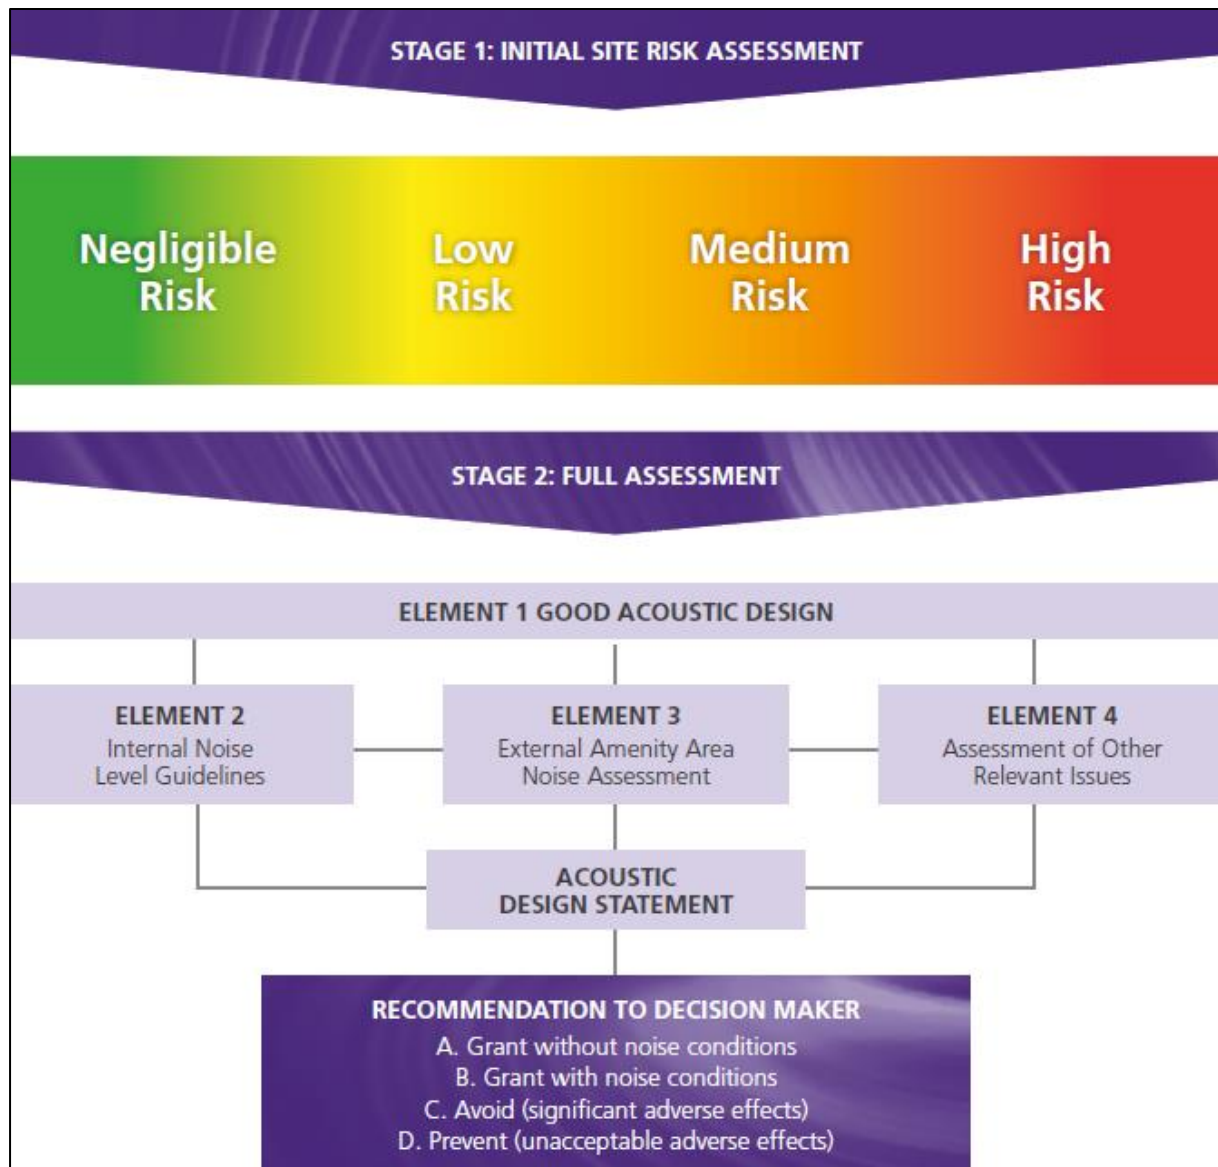 STAGE 1: INITIAL SITE RISK ASSESSMENT
Negligible
Risk
Low
Risk
Medium
Risk
High
Risk
STAGE 2: FULL ASSESSMENT
ELEMENT 1 GOOD ACOUSTIC DESIGN
ELEMENT 2
Internal Noise
Level Guidelines
ELEMENT 3
External Amenity Area
Noise Assessment
ELEMENT 4
Assessment of Other
Relevant Issues
ACOUSTIC
DESIGN STATEMENT
RECOMMENDATION TO DECISION MAKER
A. Grant without noise conditions
B. Grant with noise conditions
C. Avoid (significant adverse effects)
D. Prevent (unacceptable adverse effects)